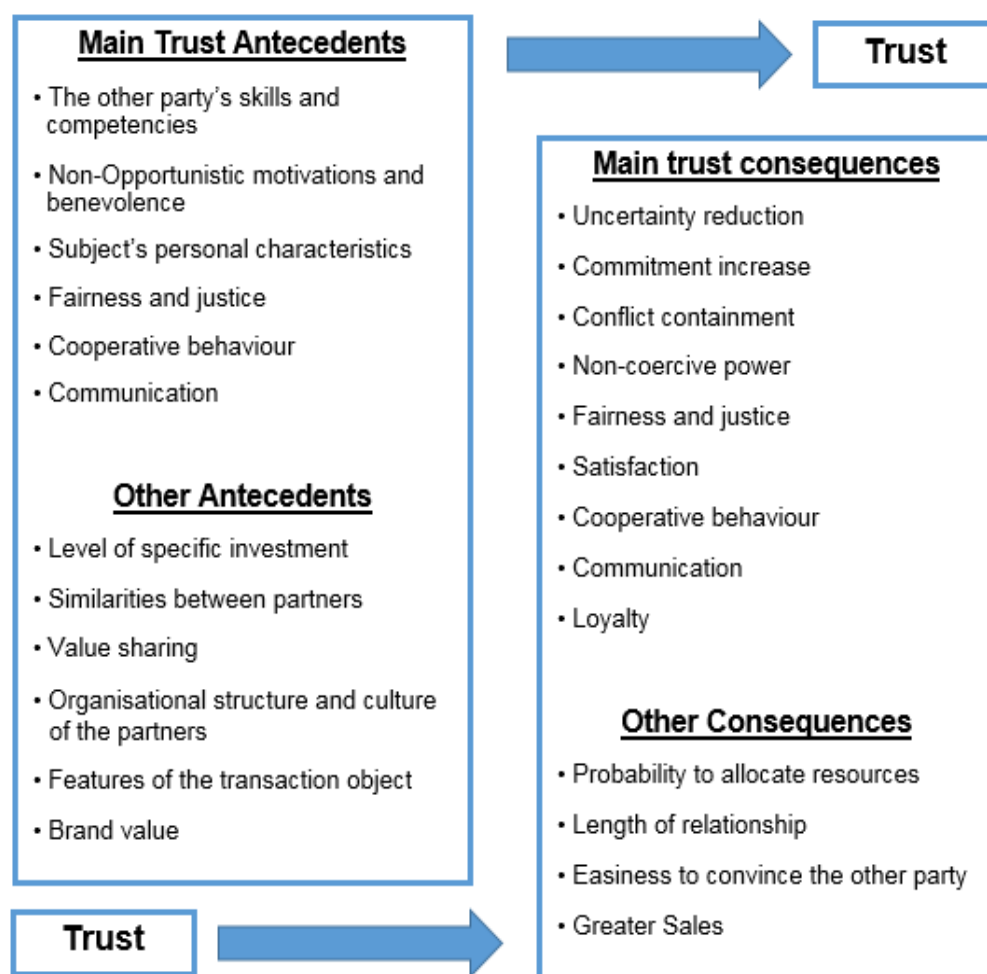 Main Trust Antecedents
• The other party's skills and
competencies
• Non-Opportunistic motivations and
benevolence
• Subject's personal characteristics
• Fairness and justice
• Cooperative behaviour
• Communication
Other Antecedents
• Level of specific investment
• Similarities between partners
• Value sharing
• Organisational structure and culture
of the partners
• Features of the transaction object
• Brand value
Trust
Main trust consequences
• Uncertainty reduction
• Commitment increase
• Conflict containment
• Non-coercive power
• Fairness and justice
• Satisfaction
• Cooperative behaviour
• Communication
• Loyalty
Other Consequences
• Probability to allocate resources
• Length of relationship
• Easiness to convince the other party
• Greater Sales
Trust